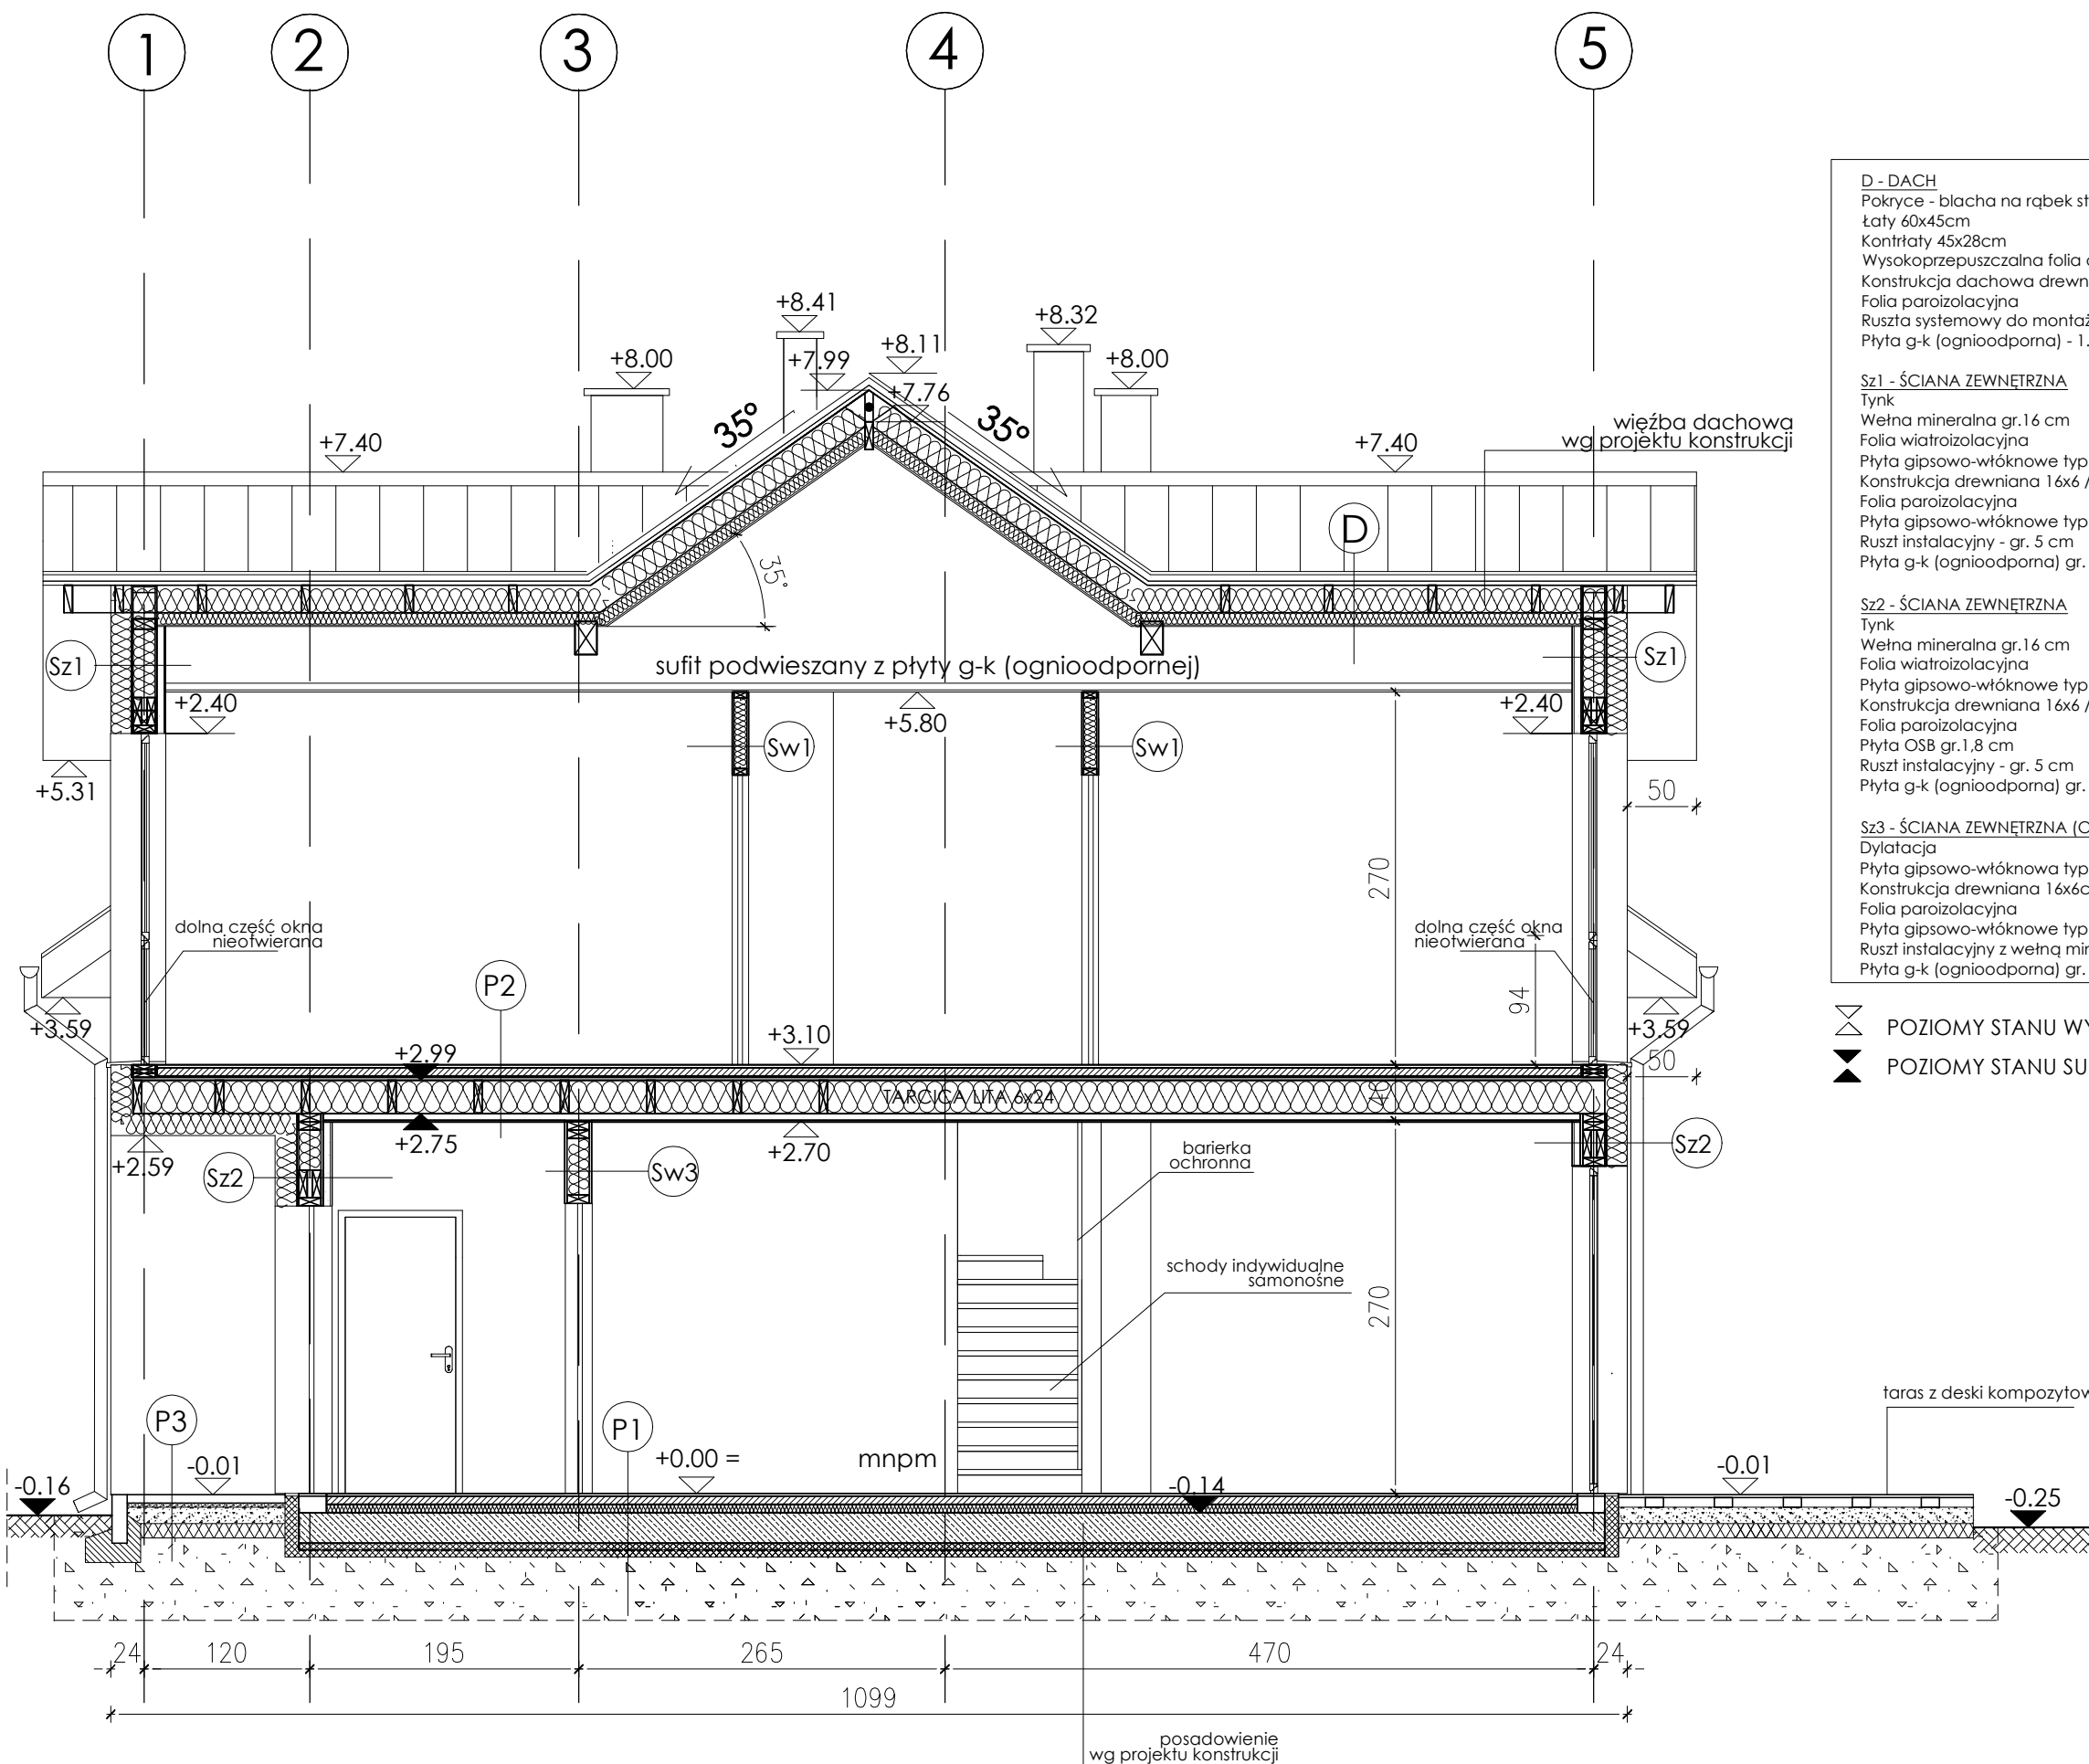 1 2 3 4 5
D - DACH
Pokryce - blacha na rąbek st
Łaty 60x45cm
Kontrłaty 45x28cm
Wysokoprzepuszczalna folia
Konstrukcja dachowa drewn
Folia paroizolacyjna
Ruszta systemowy do montaż
Płyta g-k (ognioodporna) - 1.
Sz1 - ŚCIANA ZEWNĘTRZNA
Tynk
Wełna mineralna gr.16 cm
Folia wiatroizolacyjna
Płyta gipsowo-włóknowe typ
Konstrukcja drewniana 16x6 /
Folia paroizolacyjna
Płyta gipsowo-włóknowe typ
Ruszt instalacyjny - gr. 5 cm
Płyta g-k (ognioodporna) gr.
Sz2 - ŚCIANA ZEWNĘTRZNA
Tynk
Wełna mineralna gr.16 cm
Folia wiatroizolacyjna
Płyta gipsowo-włóknowe typ
Konstrukcja drewniana 16x6 /
Folia paroizolacyjna
Płyta OSB gr.1,8 cm
Ruszt instalacyjny - gr. 5 cm
Płyta g-k (ognioodporna) gr.
Sz3 - ŚCIANA ZEWNĘTRZNA (O
Dylatacja
Płyta gipsowo-włóknowa typ
Konstrukcja drewniana 16x6c
Folia paroizolacyjna
Płyta gipsowo-włóknowe typ
Ruszt instalacyjny z wełną min
Płyta g-k (ognioodporna) gr.
POZIOMY STANU WY
POZIOMY STANU SU
+8.41
+8.32
+8.11
+8.00
+7.99
+8.00
+7.76
35°
35°
więźba dachowa
wg projektu konstrukcji
+7.40
+7.40
D
35°
Sz1
sufit podwieszany z płyty g-k (ognioodpornej)
Sz1
+2.40
+5.80
+2.40
Sw1
Sw1
+5.31
50
270
dolna część okna
nieotwierana
dolna część okna
nieotwierana
P2
94
+3.59
+3.10
+3.59
+2.99
50
TARCICA LITA 6x24
40
+2.75
+2.70
+2.59
barierka
ochronna
Sz2
Sz2
Sw3
schody indywidualne
samonośne
270
taras z deski kompozytow
P3
P1
+0.00 =
mnpm
-0.01
-0.01
-0.16
-0.14
-0.25
24 120 195 265 470 24
1099
posadowienie
wg projektu konstrukcji